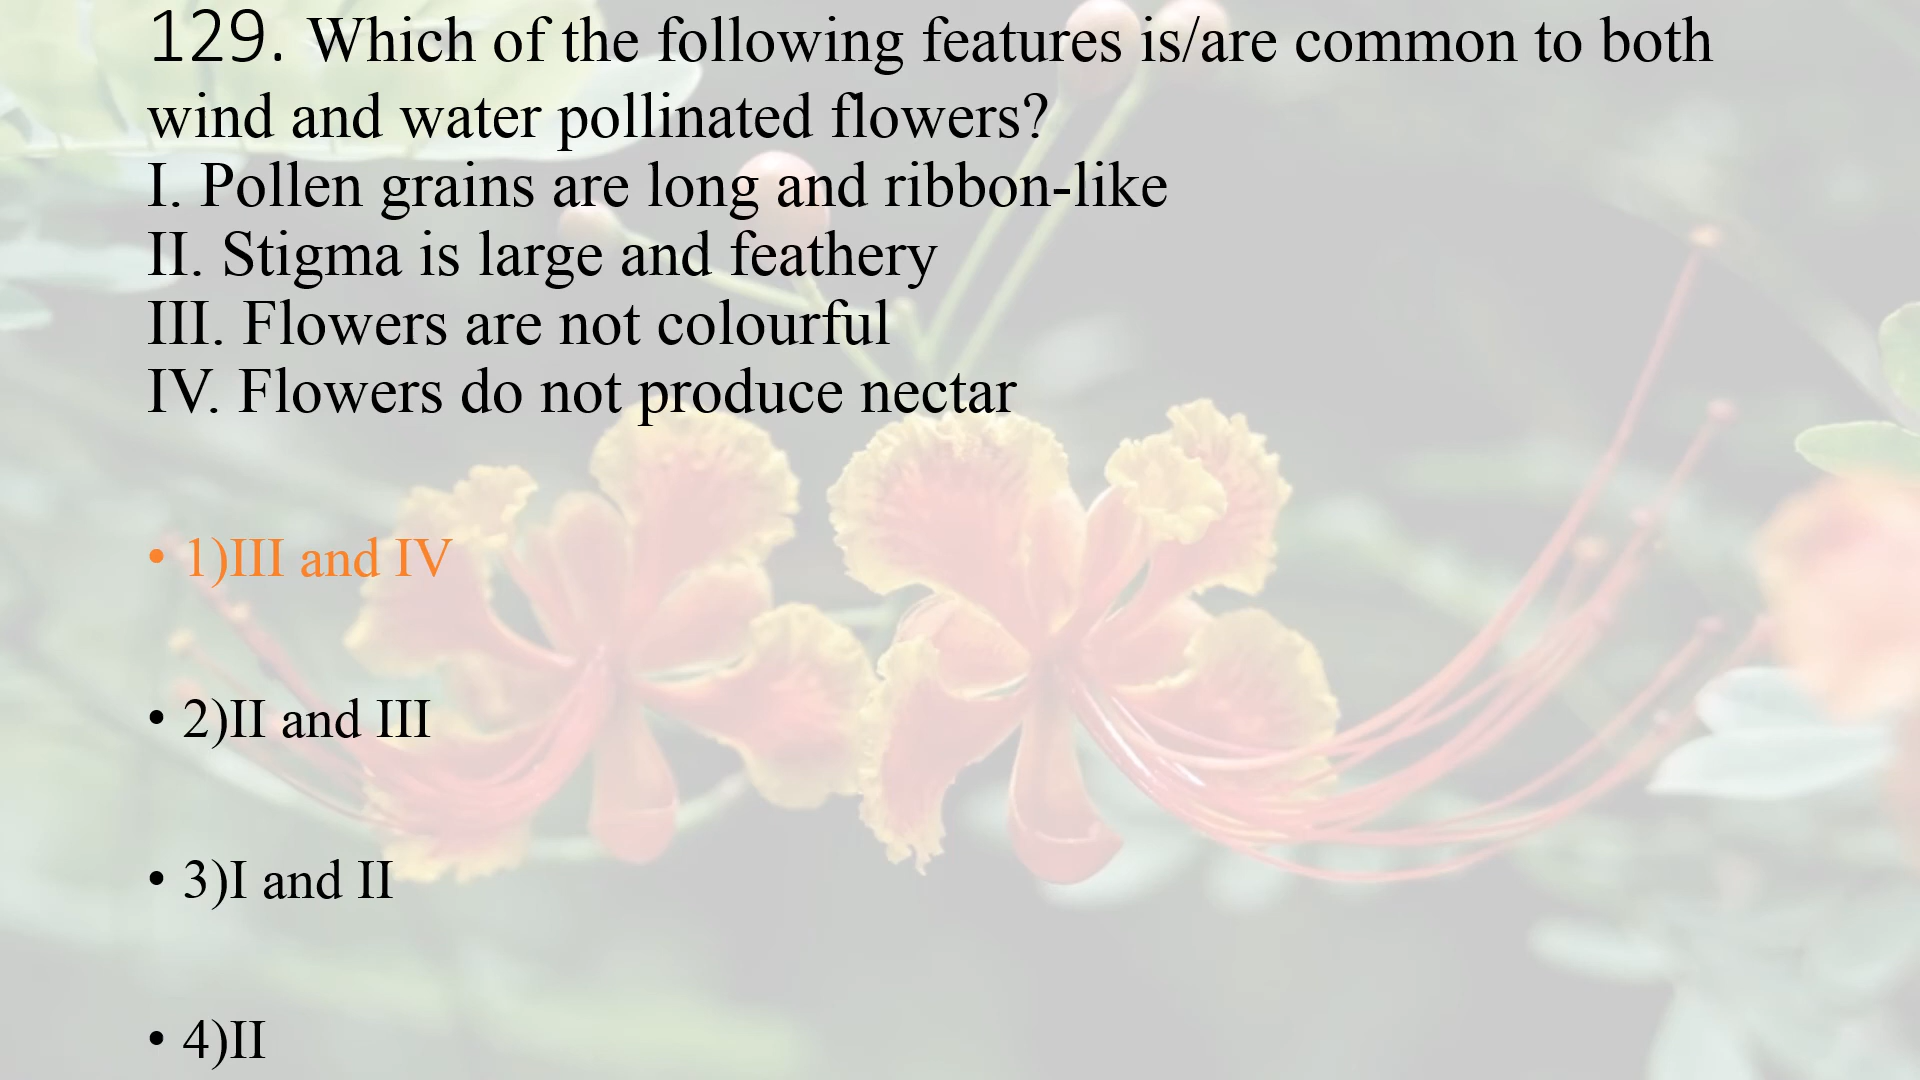 129. Which of the following features is/are common to both
wind and water pollinated flowers?
I. Pollen grains are long and ribbon-like
II. Stigma is large and feathery
III. Flowers are not colourful
IV. Flowers do not produce nectar
• 1)III and IV
• 2)II and III
• 3)I and II
• 4)II